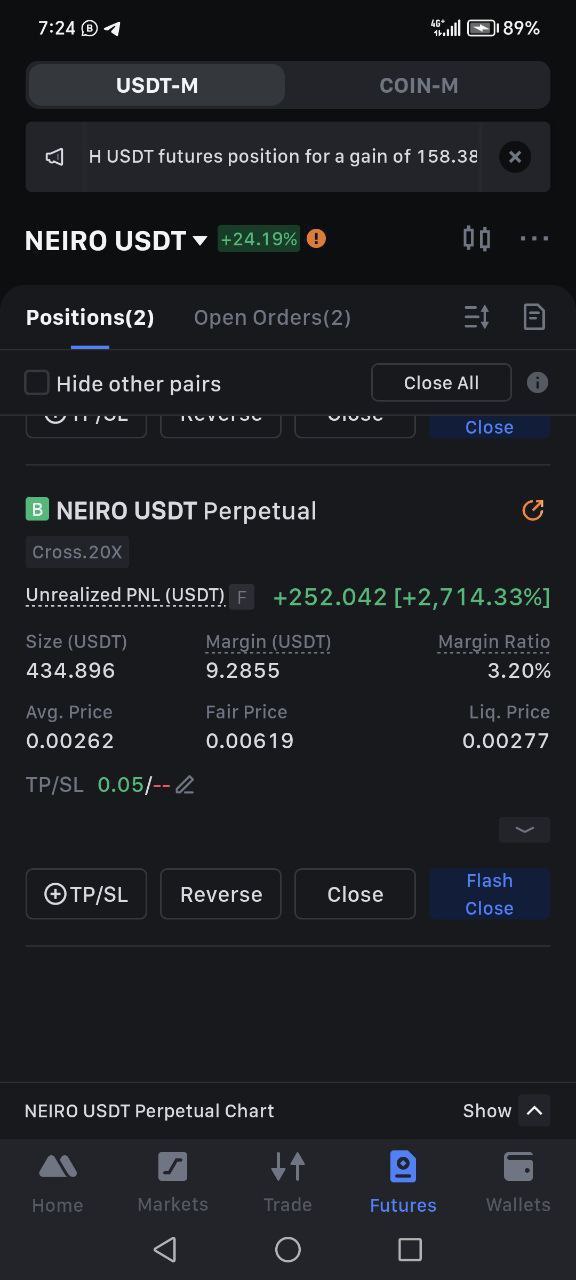 7:24 B 4G+ 89%
USDT-M COIN-M
H USDT futures position for a gain of 158.38
NEIRO USDT +24.19% !
Positions(2) Open Orders(2)
Hide other pairs Close All
TP/SL Reverse Close Close
B NEIRO USDT Perpetual
Cross.20X
Unrealized PNL (USDT) F +252.042 [+2,714.33%]
Size (USDT) Margin (USDT) Margin Ratio
434.896 9.2855 3.20%
Avg. Price Fair Price Liq. Price
0.00262 0.00619 0.00277
TP/SL 0.05/--
TP/SL Reverse Close Flash Close
NEIRO USDT Perpetual Chart Show
Home Markets Trade Futures Wallets